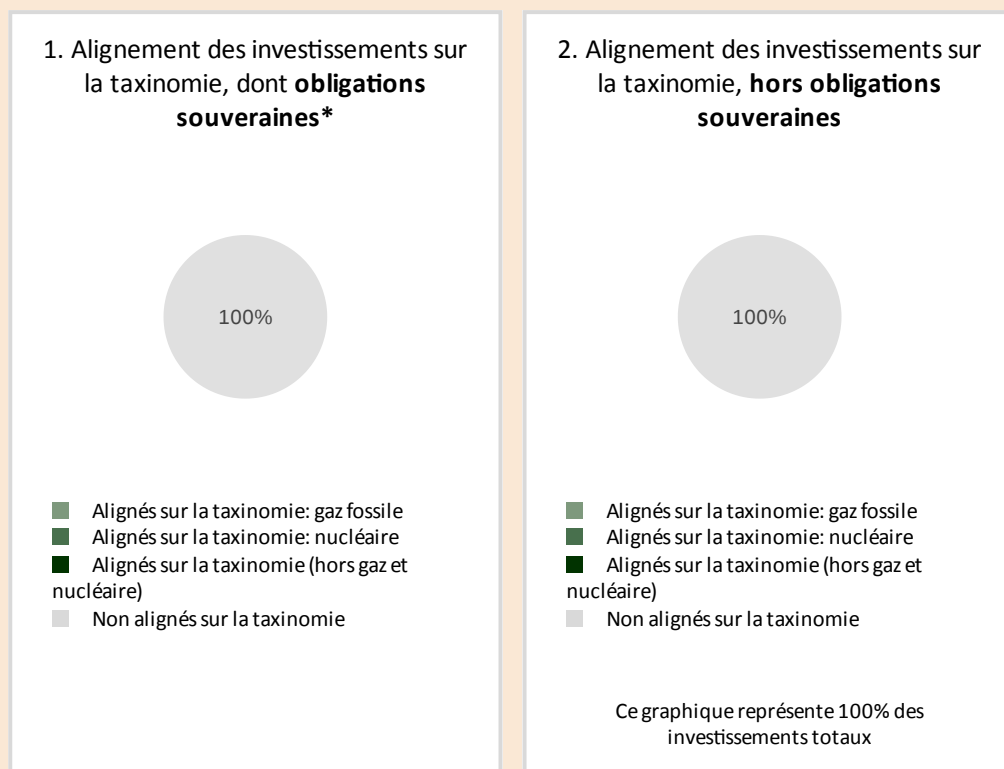 1. Alignement des investissements sur
la taxinomie, dont obligations
souveraines*
100%
Alignés sur la taxinomie: gaz fossile
Alignés sur la taxinomie: nucléaire
Alignés sur la taxinomie (hors gaz et
nucléaire)
Non alignés sur la taxinomie
2. Alignement des investissements sur
la taxinomie, hors obligations
souveraines
100%
Alignés sur la taxinomie: gaz fossile
Alignés sur la taxinomie: nucléaire
Alignés sur la taxinomie (hors gaz et
nucléaire)
Non alignés sur la taxinomie
Ce graphique représente 100% des
investissements totaux